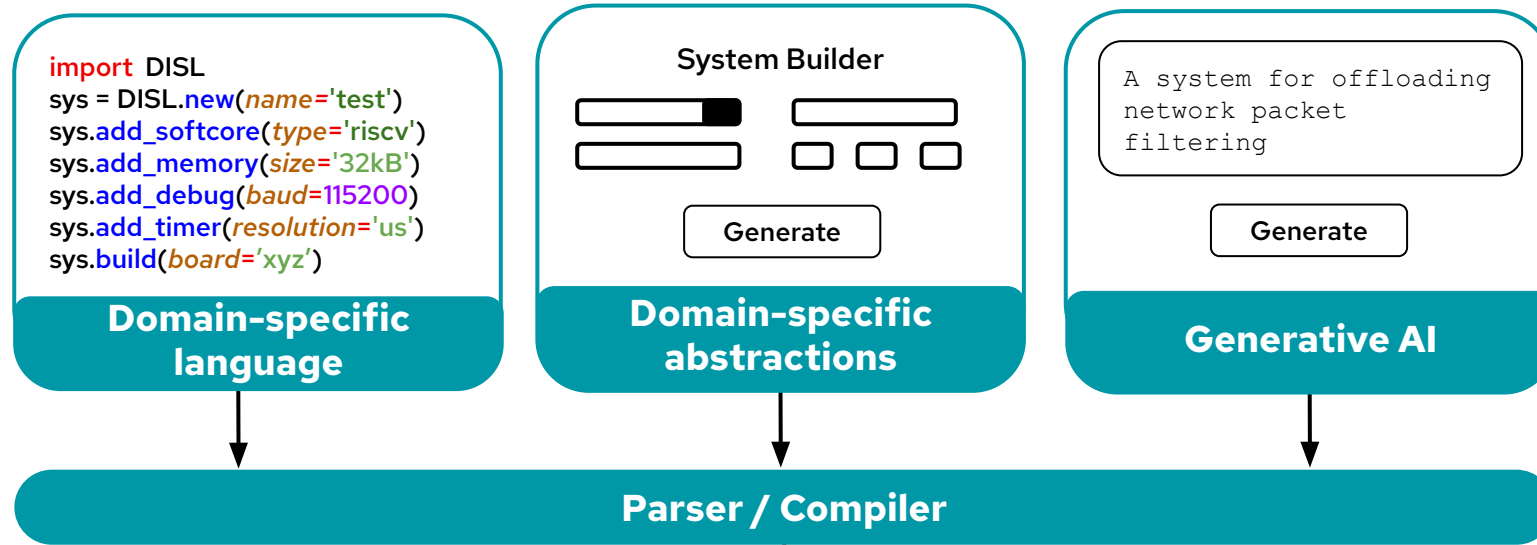 import DISL
sys = DISL.new(name='test')
sys.add_softcore(type='riscv')
sys.add_memory(size='32kB')
sys.add_debug(baud=115200)
sys.add_timer(resolution='us')
sys.build(board=’xyz’)
Domain-specific
language
System Builder
Generate
Domain-specific
abstractions
A system for offloading
network packet
filtering
Generate
Generative AI
Parser / Compiler